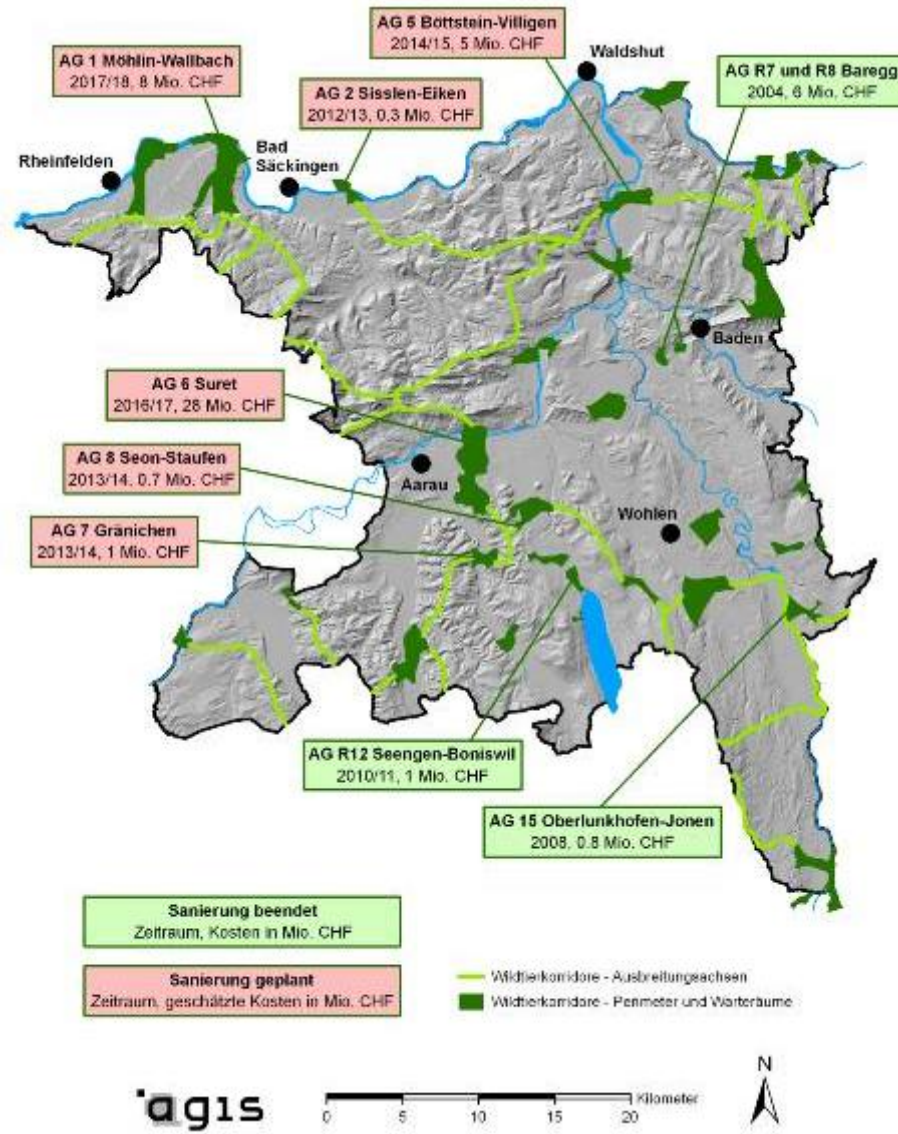 AG 5 Böttstein-Villigen
2014/15, 5 Mio. CHF
Waldshut
AG 1 Möhlin-Wallbach
2017/18, 8 Mio. CHF
AG R7 und R8 Baregg
2004, 6 Mio. CHF
AG 2 Sisslen-Eiken
2012/13, 0.3 Mio. CHF
Rheinfelden
Bad
Säckingen
Baden
AG 6 Suret
2016/17, 28 Mio. CHF
AG 8 Seon-Staufen
2013/14, 0.7 Mio. CHF
Aarau
Wohlen
AG 7 Gränichen
2013/14, 1 Mio. CHF
AG R12 Seengen-Boniswil
2010/11, 1 Mio. CHF
AG 15 Oberlunkhofen-Jonen
2008, 0.8 Mio. CHF
Sanierung beendet
Zeitraum, Kosten in Mio. CHF
Sanierung geplant
Zeitraum, geschätzte Kosten in Mio. CHF
Wildtierkorridore - Ausbreitungsachsen
Wildtierkorridore - Perimeter und Warteräume
N
agis
Kilometer
0 5 10 15 20